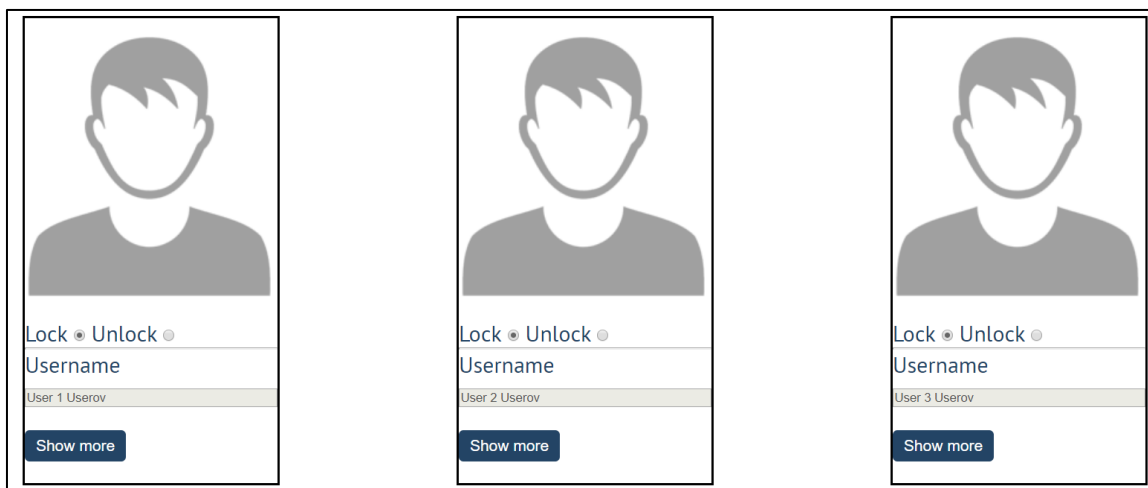 Lock Unlock
Username
User 1 Userov
Show more
Lock Unlock
Username
User 2 Userov
Show more
Lock Unlock
Username
User 3 Userov
Show more